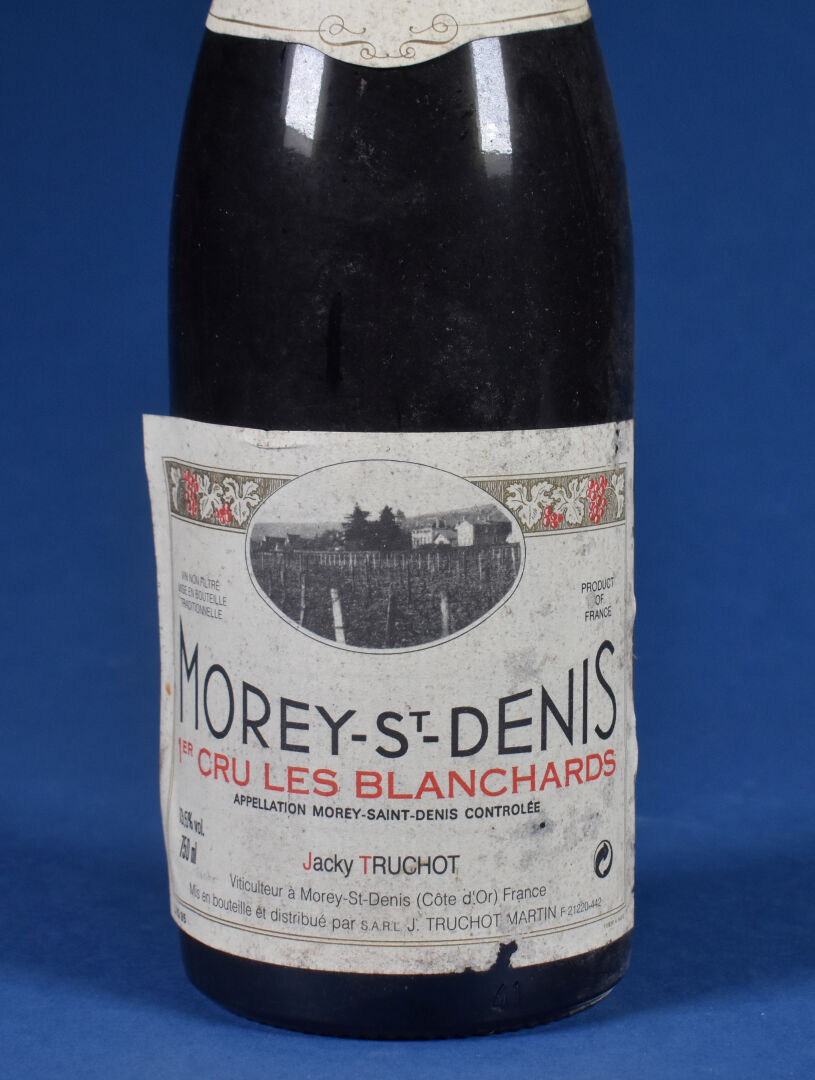 VIN NON FILTRÉ
MISE EN BOUTEILLE
TRADITIONNELLE
PRODUCT
OF
FRANCE
MOREY-ST-DENIS
1ER CRU LES BLANCHARDS
APPELLATION MOREY-SAINT-DENIS CONTROLÉE
13,5% vol.
750 ml
Jacky TRUCHOT
Viticulteur à Morey-St-Denis (Côte d'Or) France
Mis en bouteille et distribué par S.A.R.L. J. TRUCHOT MARTIN F 21220-442